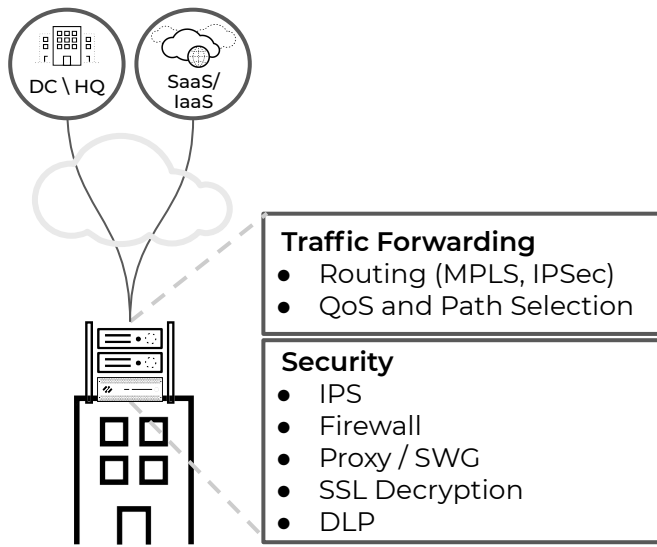 DC \ HQ
SaaS/
IaaS
Traffic Forwarding
● Routing (MPLS, IPSec)
● QoS and Path Selection
Security
● IPS
● Firewall
● Proxy / SWG
● SSL Decryption
● DLP